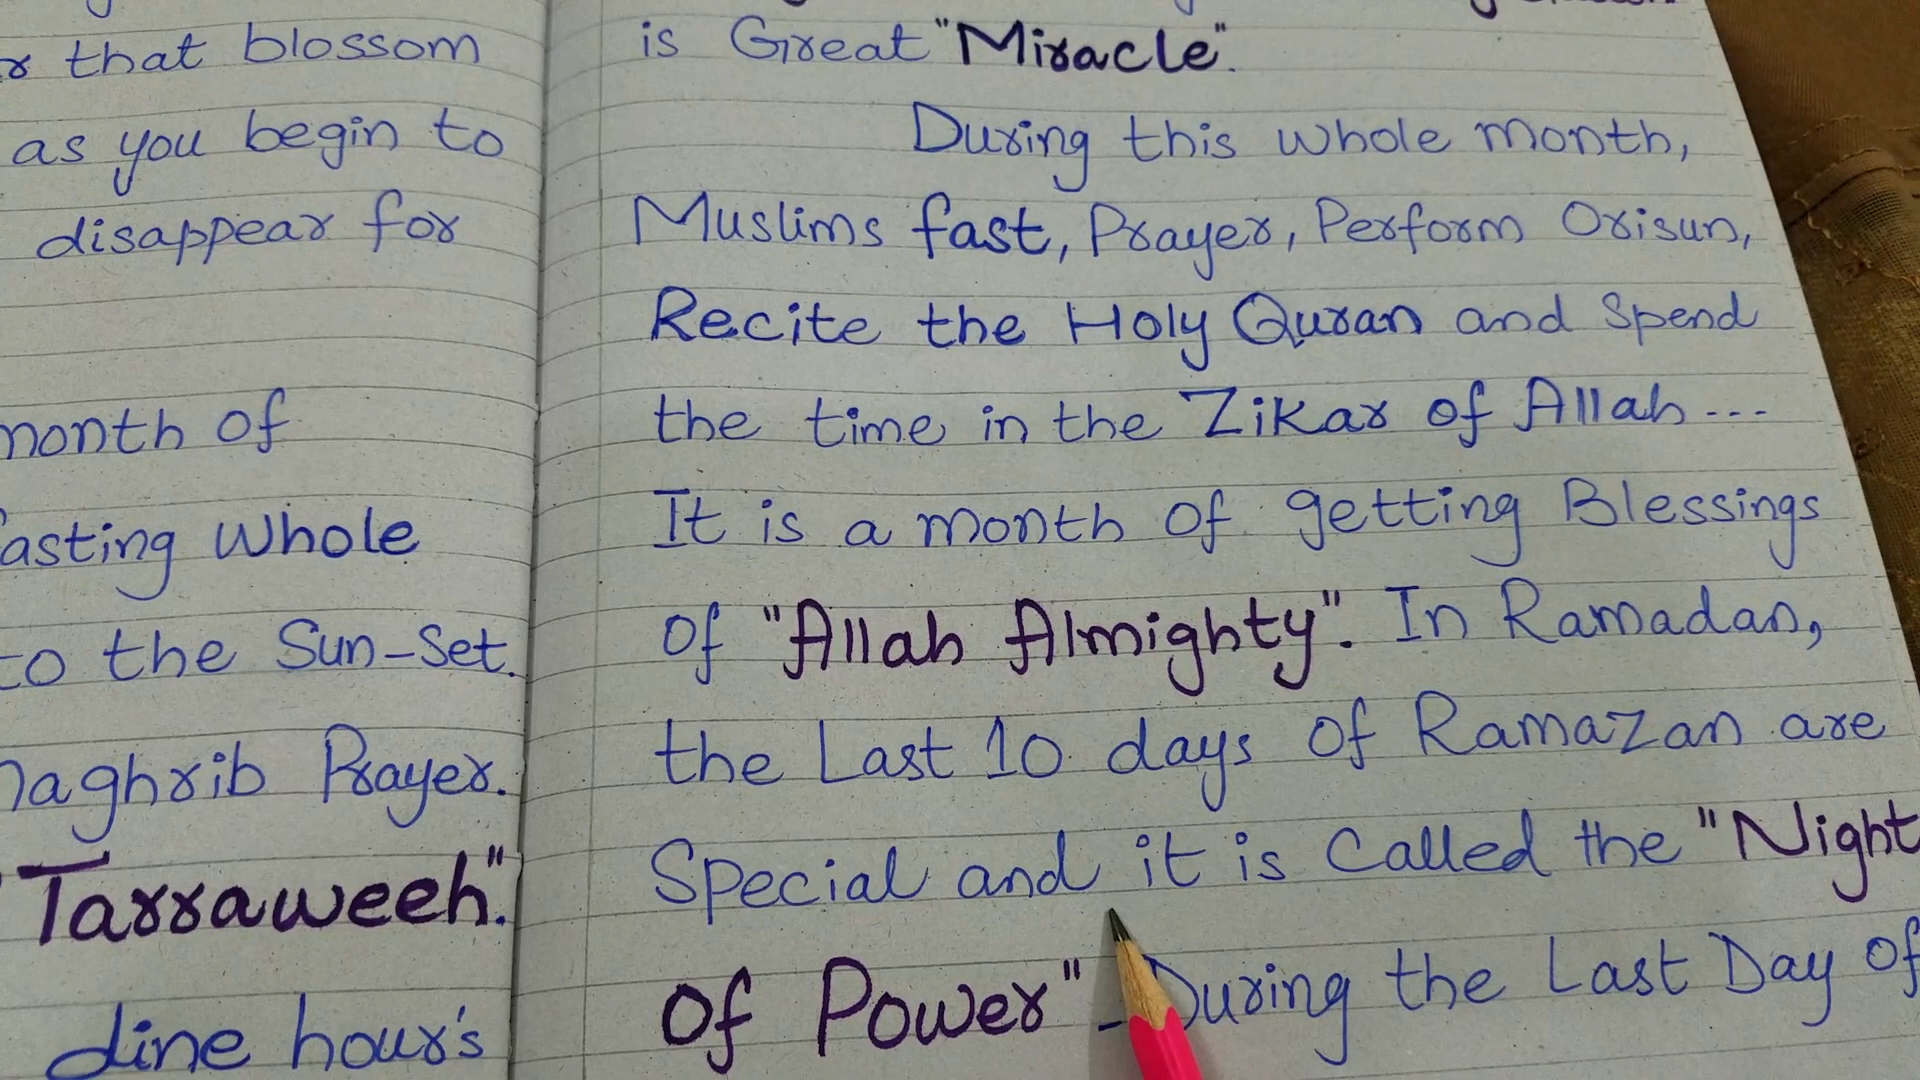 that blossom
as you begin to
disappear for
month of
Whole
to the Sun-Set.
Prayer.
Tarraweeh".
dine hour's
is Great "Miracle".
During this whole month,
Muslims fast, Prayer, Perform Orisun,
Recite the Holy Quran and Spend
the time in the Zikar of Allah ---
It is a month of getting Blessings
Of "Allah Almighty". In Ramadan,
the Last 10 days Of Ramazan are
Special and it is Called the "Night
Of Power" - During the Last Day Of